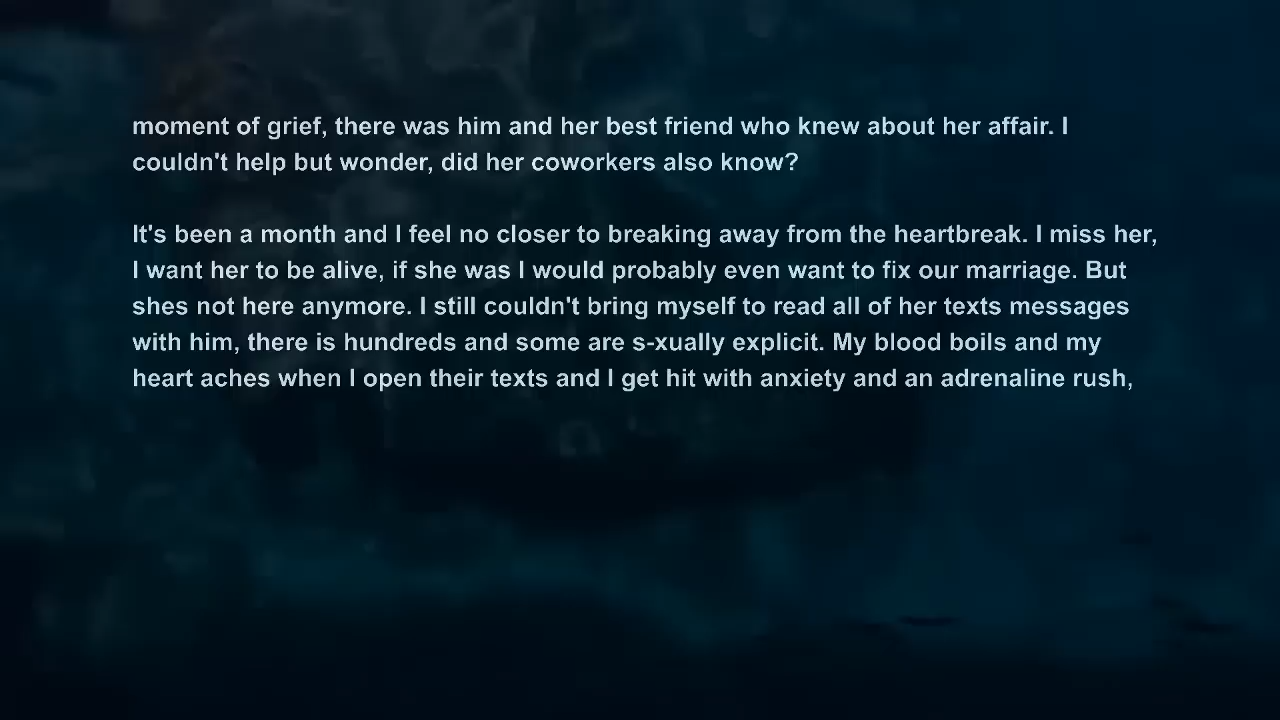 moment of grief, there was him and her best friend who knew about her affair. I
couldn't help but wonder, did her coworkers also know?
It's been a month and I feel no closer to breaking away from the heartbreak. I miss her,
I want her to be alive, if she was I would probably even want to fix our marriage. But
shes not here anymore. I still couldn't bring myself to read all of her texts messages
with him, there is hundreds and some are s-xually explicit. My blood boils and my
heart aches when I open their texts and I get hit with anxiety and an adrenaline rush,